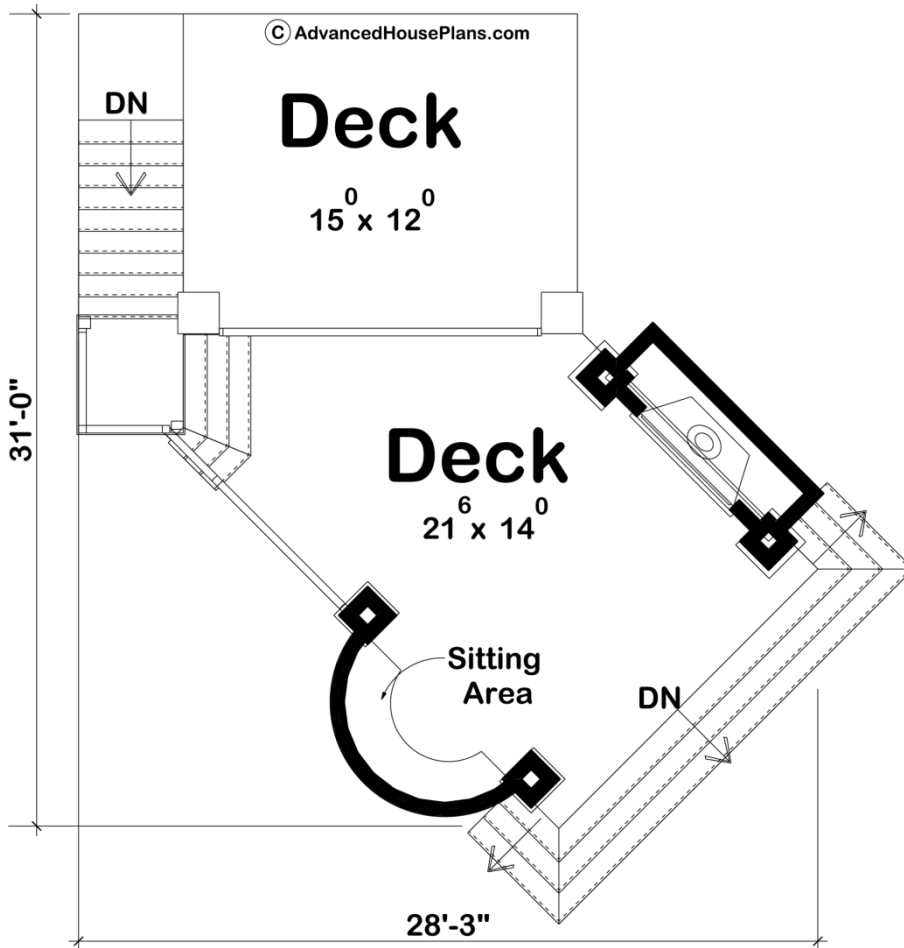 © AdvancedHousePlans.com
DN
Deck
15⁰ x 12⁰
31'-0"
Deck
21⁶ x 14⁰
Sitting
Area
DN
28'-3"